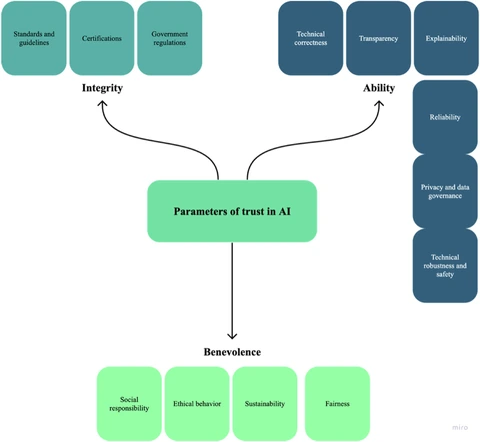 Standards and
guidelines
Certifications
Government
regulations
Technical
correctness
Transparency
Explainability
Integrity
Ability
Reliability
Privacy and data
governance
Technical
robustness and
safety
Parameters of trust in AI
Benevolence
Social
responsibility
Ethical behavior
Sustainability
Fairness
miro